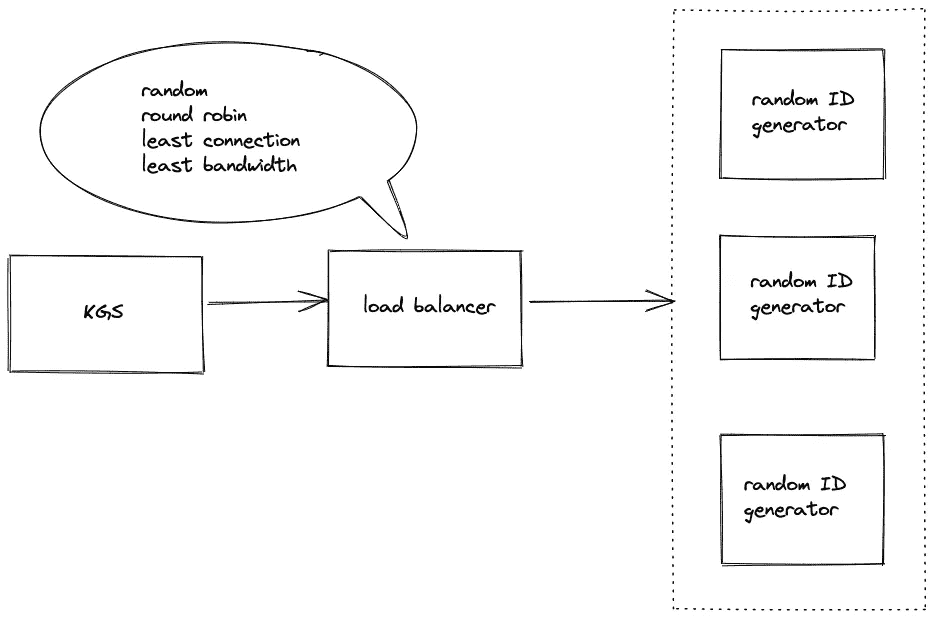 random
round robin
least connection
least bandwidth
KGS
load balancer
random ID
generator
random ID
generator
random ID
generator